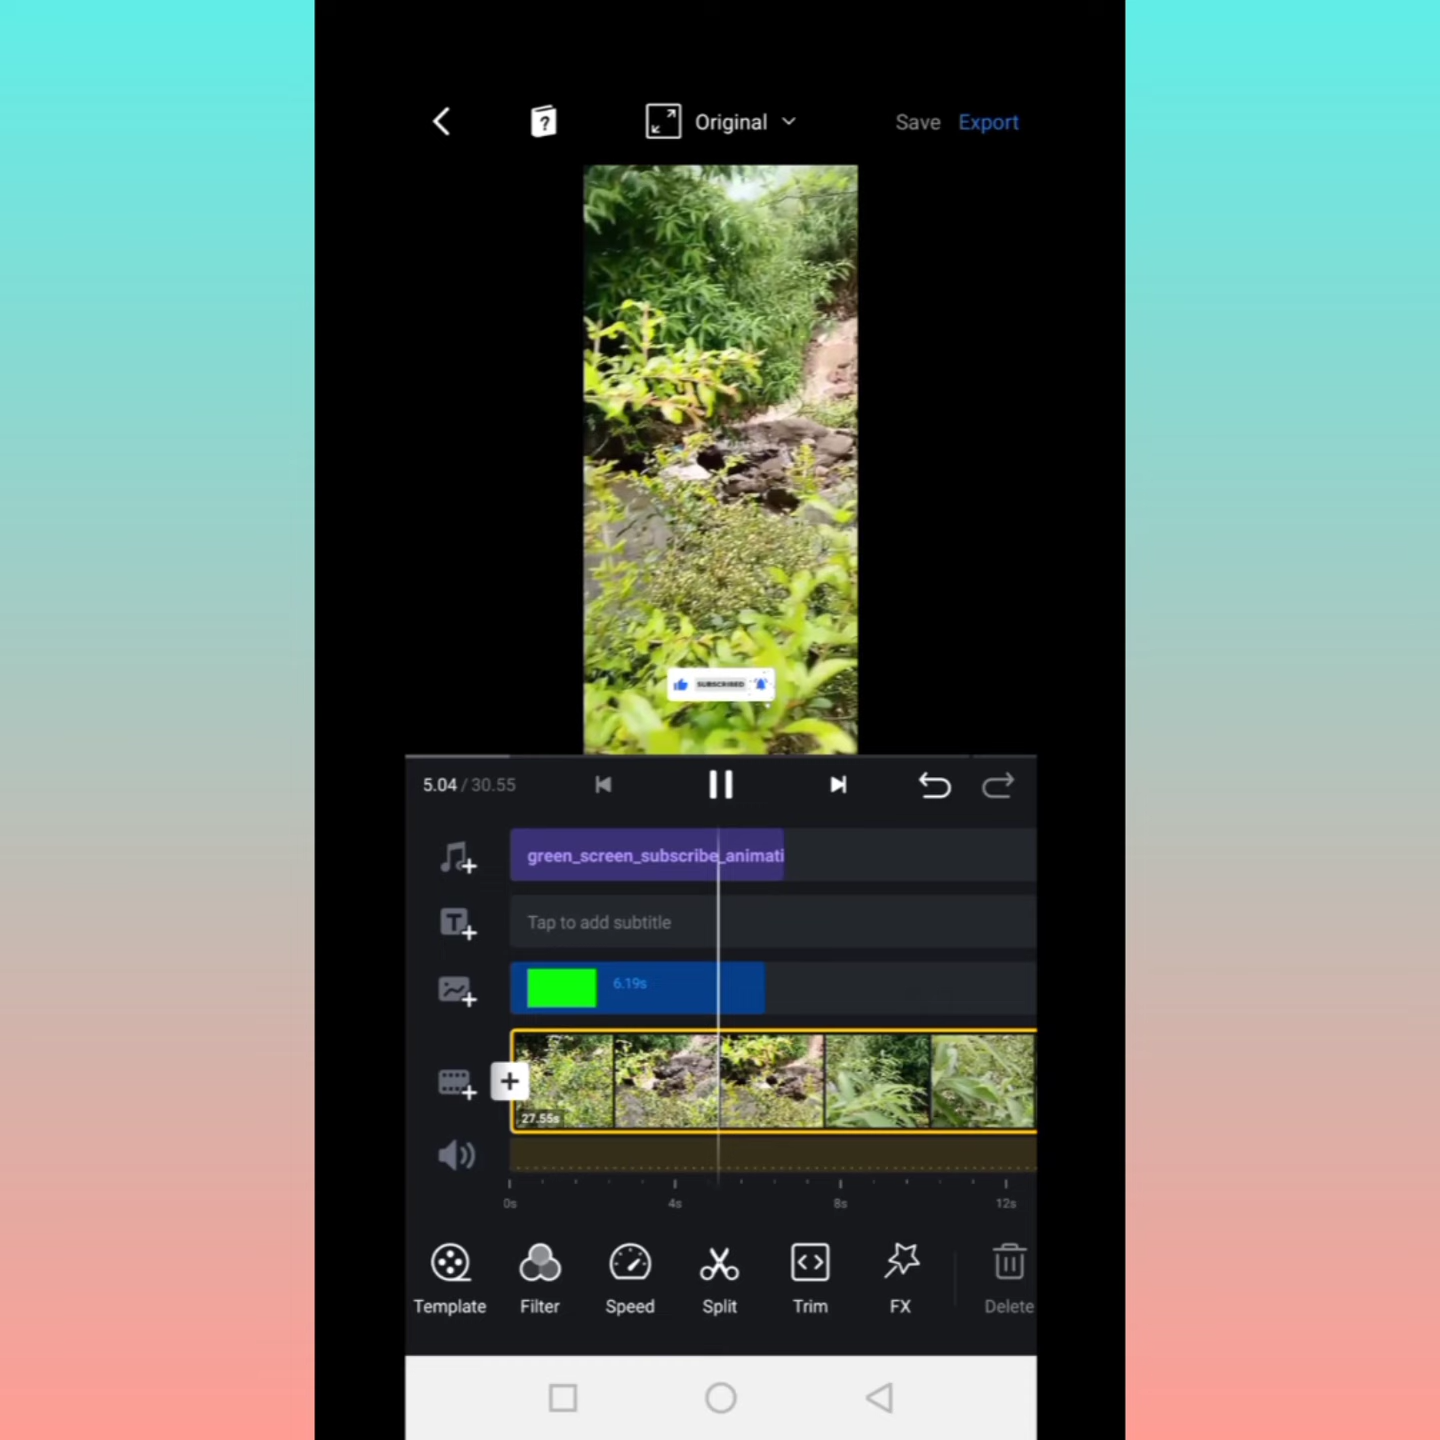 Original
Save
Export
SUBSCRIBED
5.04 / 30.55
green_screen_subscribe_animati
Tap to add subtitle
6.19s
27.55s
0s
4s
8s
12s
Template
Filter
Speed
Split
Trim
FX
Delete